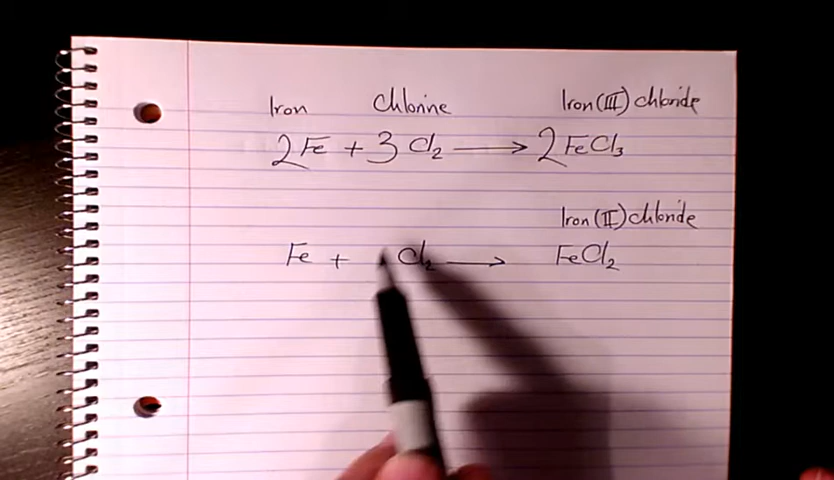 Iron Chlorine Iron (III) chloride
2Fe + 3Cl₂ → 2FeCl₃
Iron (II) chloride
Fe + Cl₂ → FeCl₂